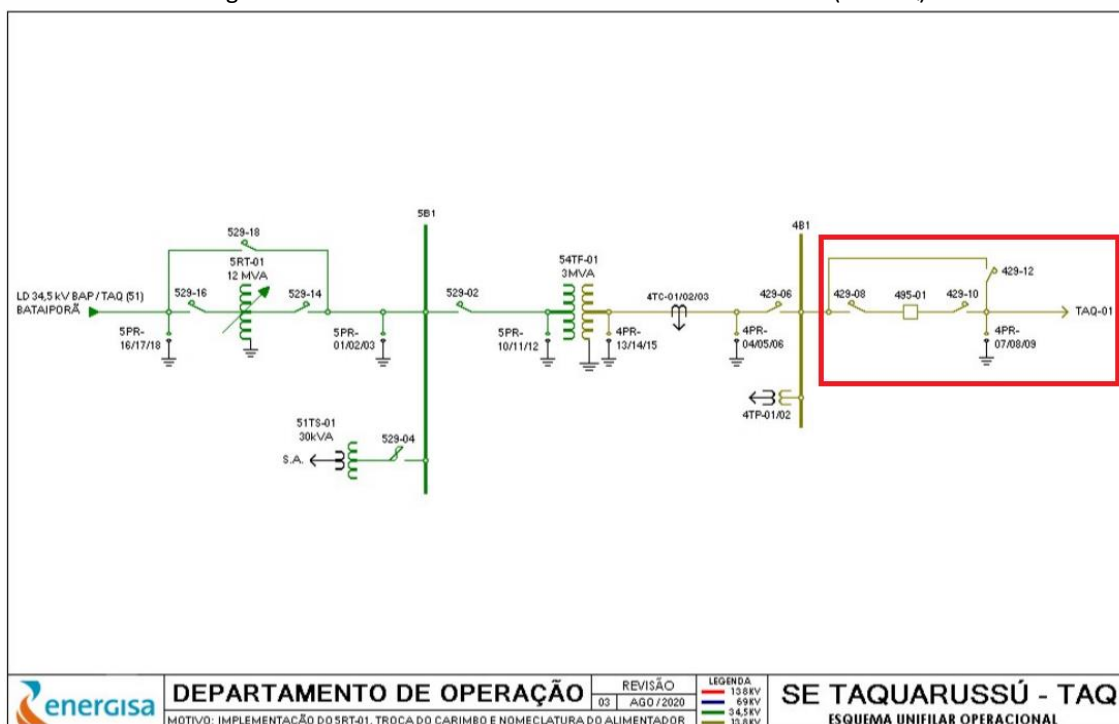 5B1
4B1
529-18
5RT-01
12 MVA
54TF-01
3MVA
429-12
LD 34,5 kV BAP/TAQ (51)
BATAIPORÃ
529-16
529-14
529-02
4TC-01/02/03
429-06
429-08
495-01
429-10
TAQ-01
5PR-
16/17/18
5PR-
01/02/03
5PR-
10/11/12
4PR-
13/14/15
4PR-
04/05/06
4PR-
07/08/09
4TP-01/02
51TS-01
30kVA
529-04
S.A.
energisa
DEPARTAMENTO DE OPERAÇÃO
REVISÃO
03 AGO/2020
MOTIVO: IMPLEMENTAÇÃO DO 5RT-01, TROCA DO CARIMBO E NOMECLATURA DO ALIMENTADOR
LEGENDA
138KV
69KV
34,5KV
13,8KV
SE TAQUARUSSÚ - TAQ
ESQUEMA UNIFILAR OPERACIONAL